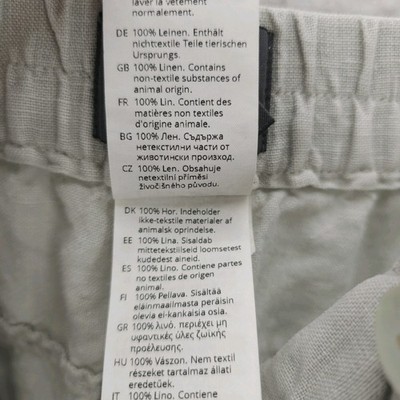 laver le vêtement
normalement.
DE 100% Leinen. Enthält
nichttextile Teile tierischen
Ursprungs.
GB 100% Linen. Contains
non-textile substances of
animal origin.
FR 100% Lin. Contient des
matières non textiles
d'origine animale.
BG 100% Лен. Съдържа
нетекстилни части от
животински произход.
CZ 100% Len. Obsahuje
netextilní příměsi
živočišného původu.
DK 100% Hør. Indeholder
ikke-tekstile materialer af
animalsk oprindelse.
EE 100% Lina. Sisaldab
mittetekstiilseid loomsetest
kudedest aineid.
ES 100% Lino. Contiene partes
no textiles de origen
animal.
FI 100% Pellava. Sisältää
eläinmaailmasta peräisin
olevia ei-kankaisia osia.
GR 100% λινό. περιέχει μη
υφαντικές ύλες ζωικής
προέλευσης.
HU 100% Vászon. Nem textil
részeket tartalmaz állati
eredetűek.
IT 100% Lino. Contiene